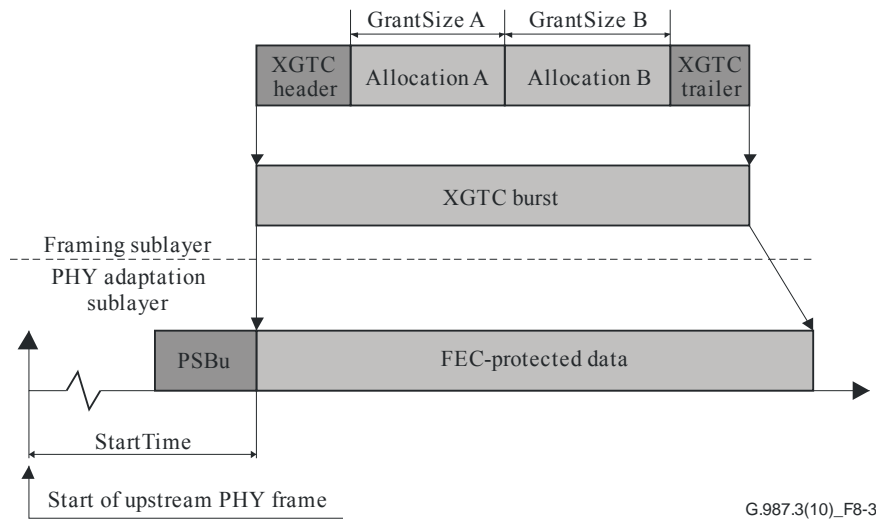 GrantSize A
GrantSize B
XGTC
header
Allocation A
Allocation B
XGTC
trailer
XGTC burst
Framing sublayer
PHY adaptation
sublayer
PSBu
FEC-protected data
StartTime
Start of upstream PHY frame
G.987.3(10)_F8-3